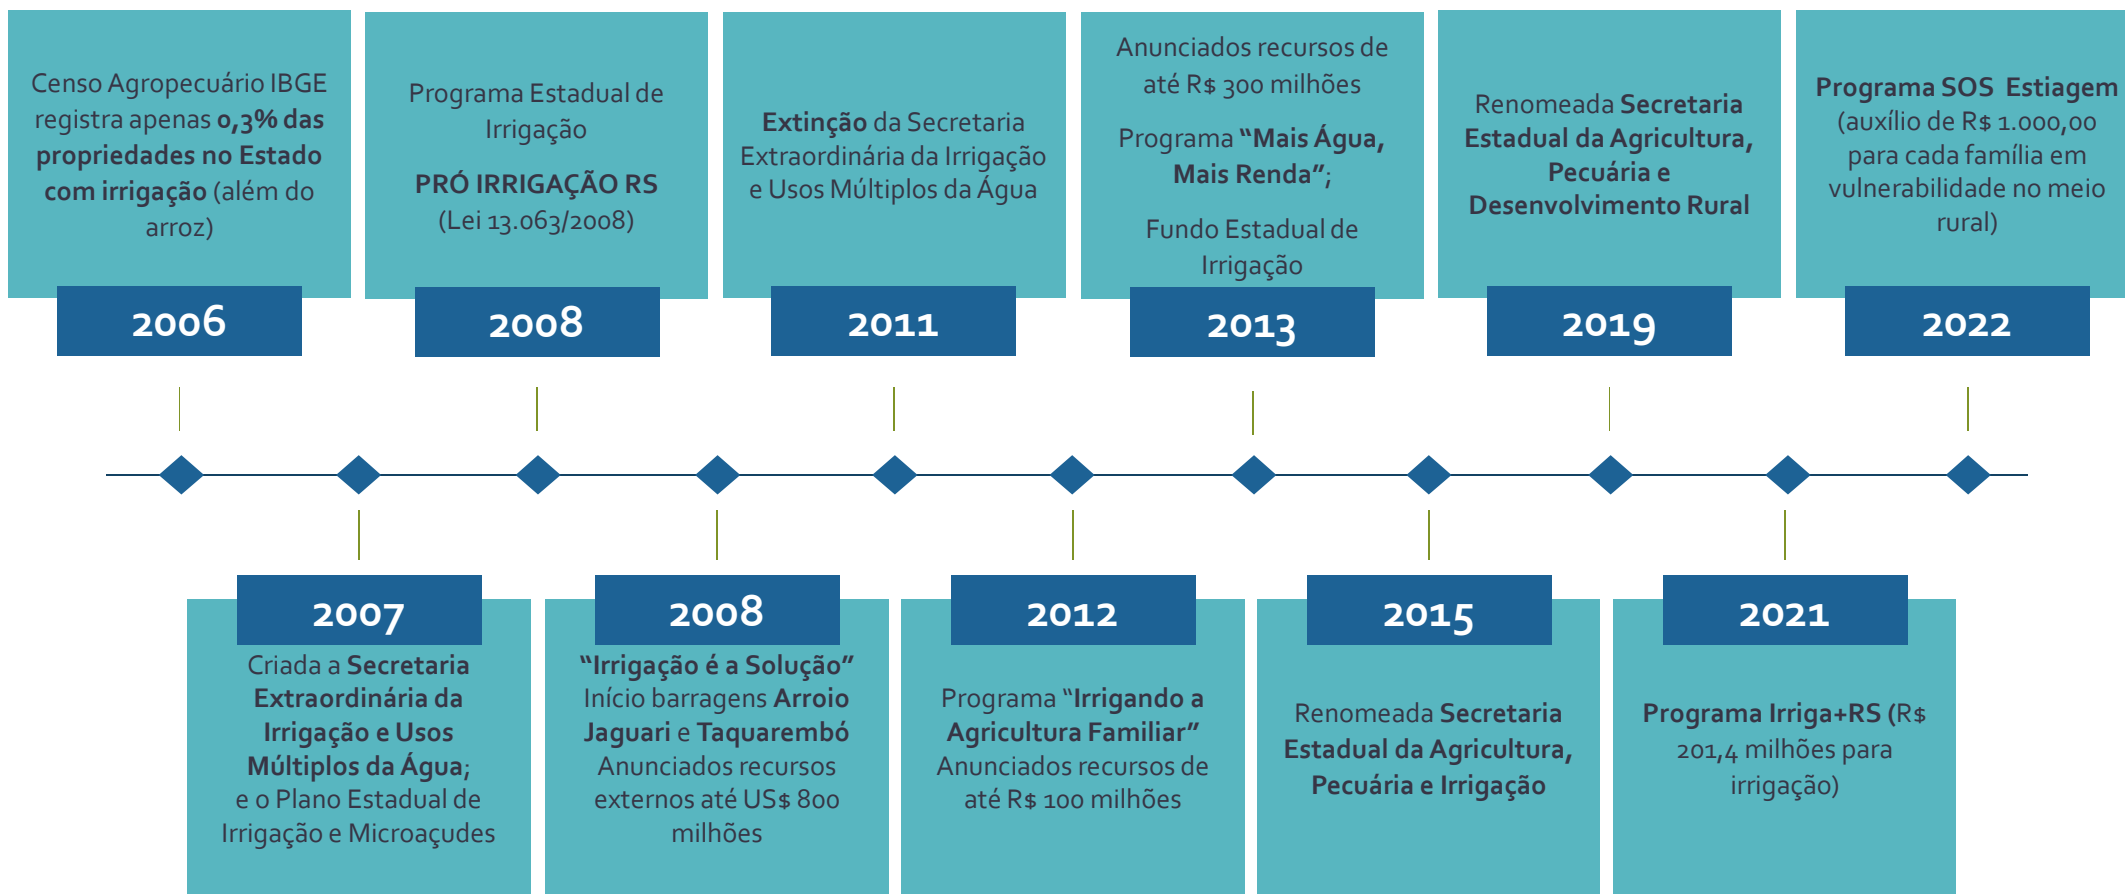 Censo Agropecuário IBGE
registra apenas 0,3% das
propriedades no Estado
com irrigação (além do
arroz)
2006
Programa Estadual de
Irrigação
PRÓ IRRIGAÇÃO RS
(Lei 13.063/2008)
2008
Extinção da Secretaria
Extraordinária da Irrigação
e Usos Múltiplos da Água
2011
Anunciados recursos de
até R$ 300 milhões
Programa “Mais Água,
Mais Renda”;
Fundo Estadual de
Irrigação
2013
Renomeada Secretaria
Estadual da Agricultura,
Pecuária e
Desenvolvimento Rural
2019
Programa SOS  Estiagem
(auxílio de R$ 1.000,00
para cada família em
vulnerabilidade no meio
rural)
2022
2007
Criada a Secretaria
Extraordinária da
Irrigação e Usos
Múltiplos da Água;
e o Plano Estadual de
Irrigação e Microaçudes
2008
“Irrigação é a Solução”
Início barragens Arroio
Jaguari e Taquarembó
Anunciados recursos
externos até US$ 800
milhões
2012
Programa “Irrigando a
Agricultura Familiar”
Anunciados recursos de
até R$ 100 milhões
2015
Renomeada Secretaria
Estadual da Agricultura,
Pecuária e Irrigação
2021
Programa Irriga+RS (R$
201,4 milhões para
irrigação)